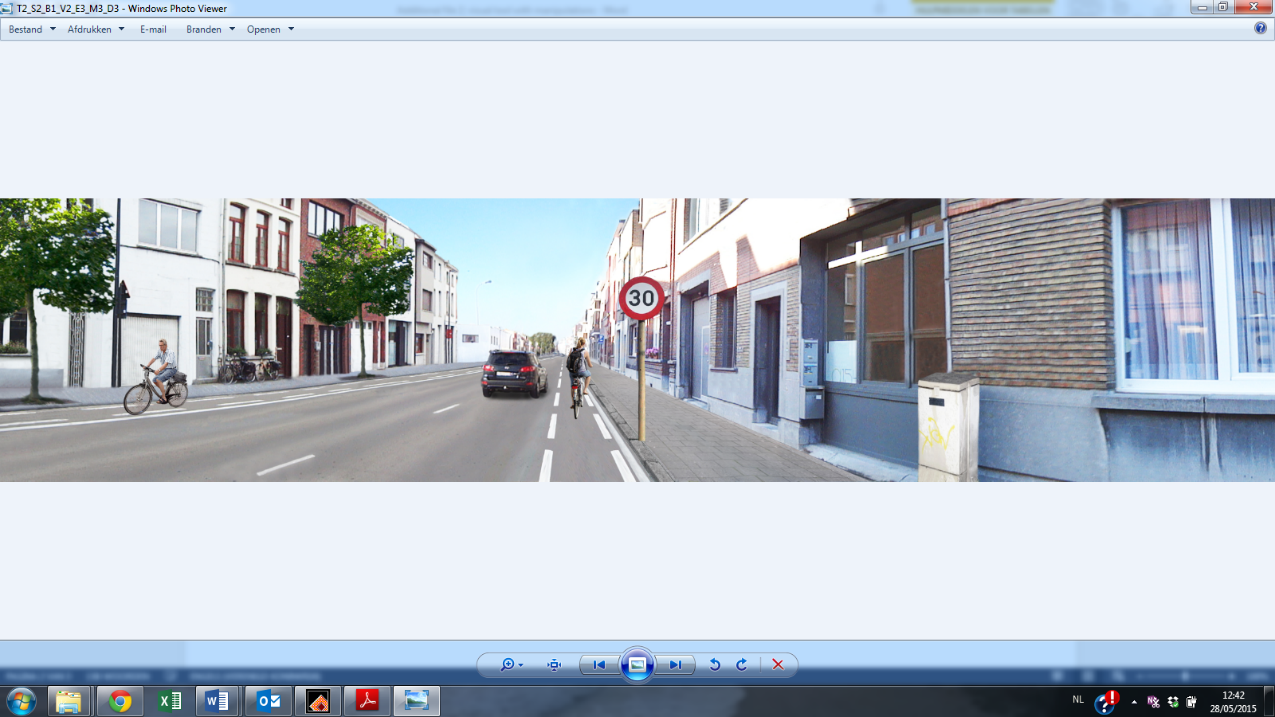 T2_S2_B1_V2_E3_M3_D3 - Windows Photo Viewer
Bestand Afdrukken E-mail Branden Openen
30
NL
12:42
28/05/2015